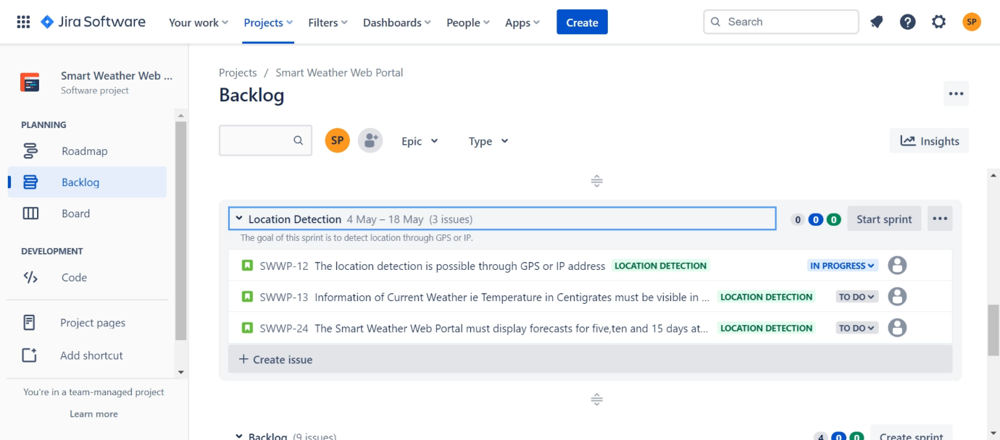 Jira Software Your work Projects Filters Dashboards People Apps Create Search SP
Smart Weather Web ...
Software project
PLANNING
Roadmap
Backlog
Board
DEVELOPMENT
Code
Project pages
Add shortcut
You're in a team-managed project
Learn more
Projects / Smart Weather Web Portal
Backlog
SP Epic Type Insights
Location Detection 4 May – 18 May (3 issues) 0 0 0 Start sprint
The goal of this sprint is to detect location through GPS or IP.
SWWP-12 The location detection is possible through GPS or IP address LOCATION DETECTION IN PROGRESS
SWWP-13 Information of Current Weather ie Temperature in Centigrates must be visible in ... LOCATION DETECTION TO DO
SWWP-24 The Smart Weather Web Portal must display forecasts for five,ten and 15 days at... LOCATION DETECTION TO DO
+ Create issue
Backlog (9 issues) 4 0 0 Create sprint